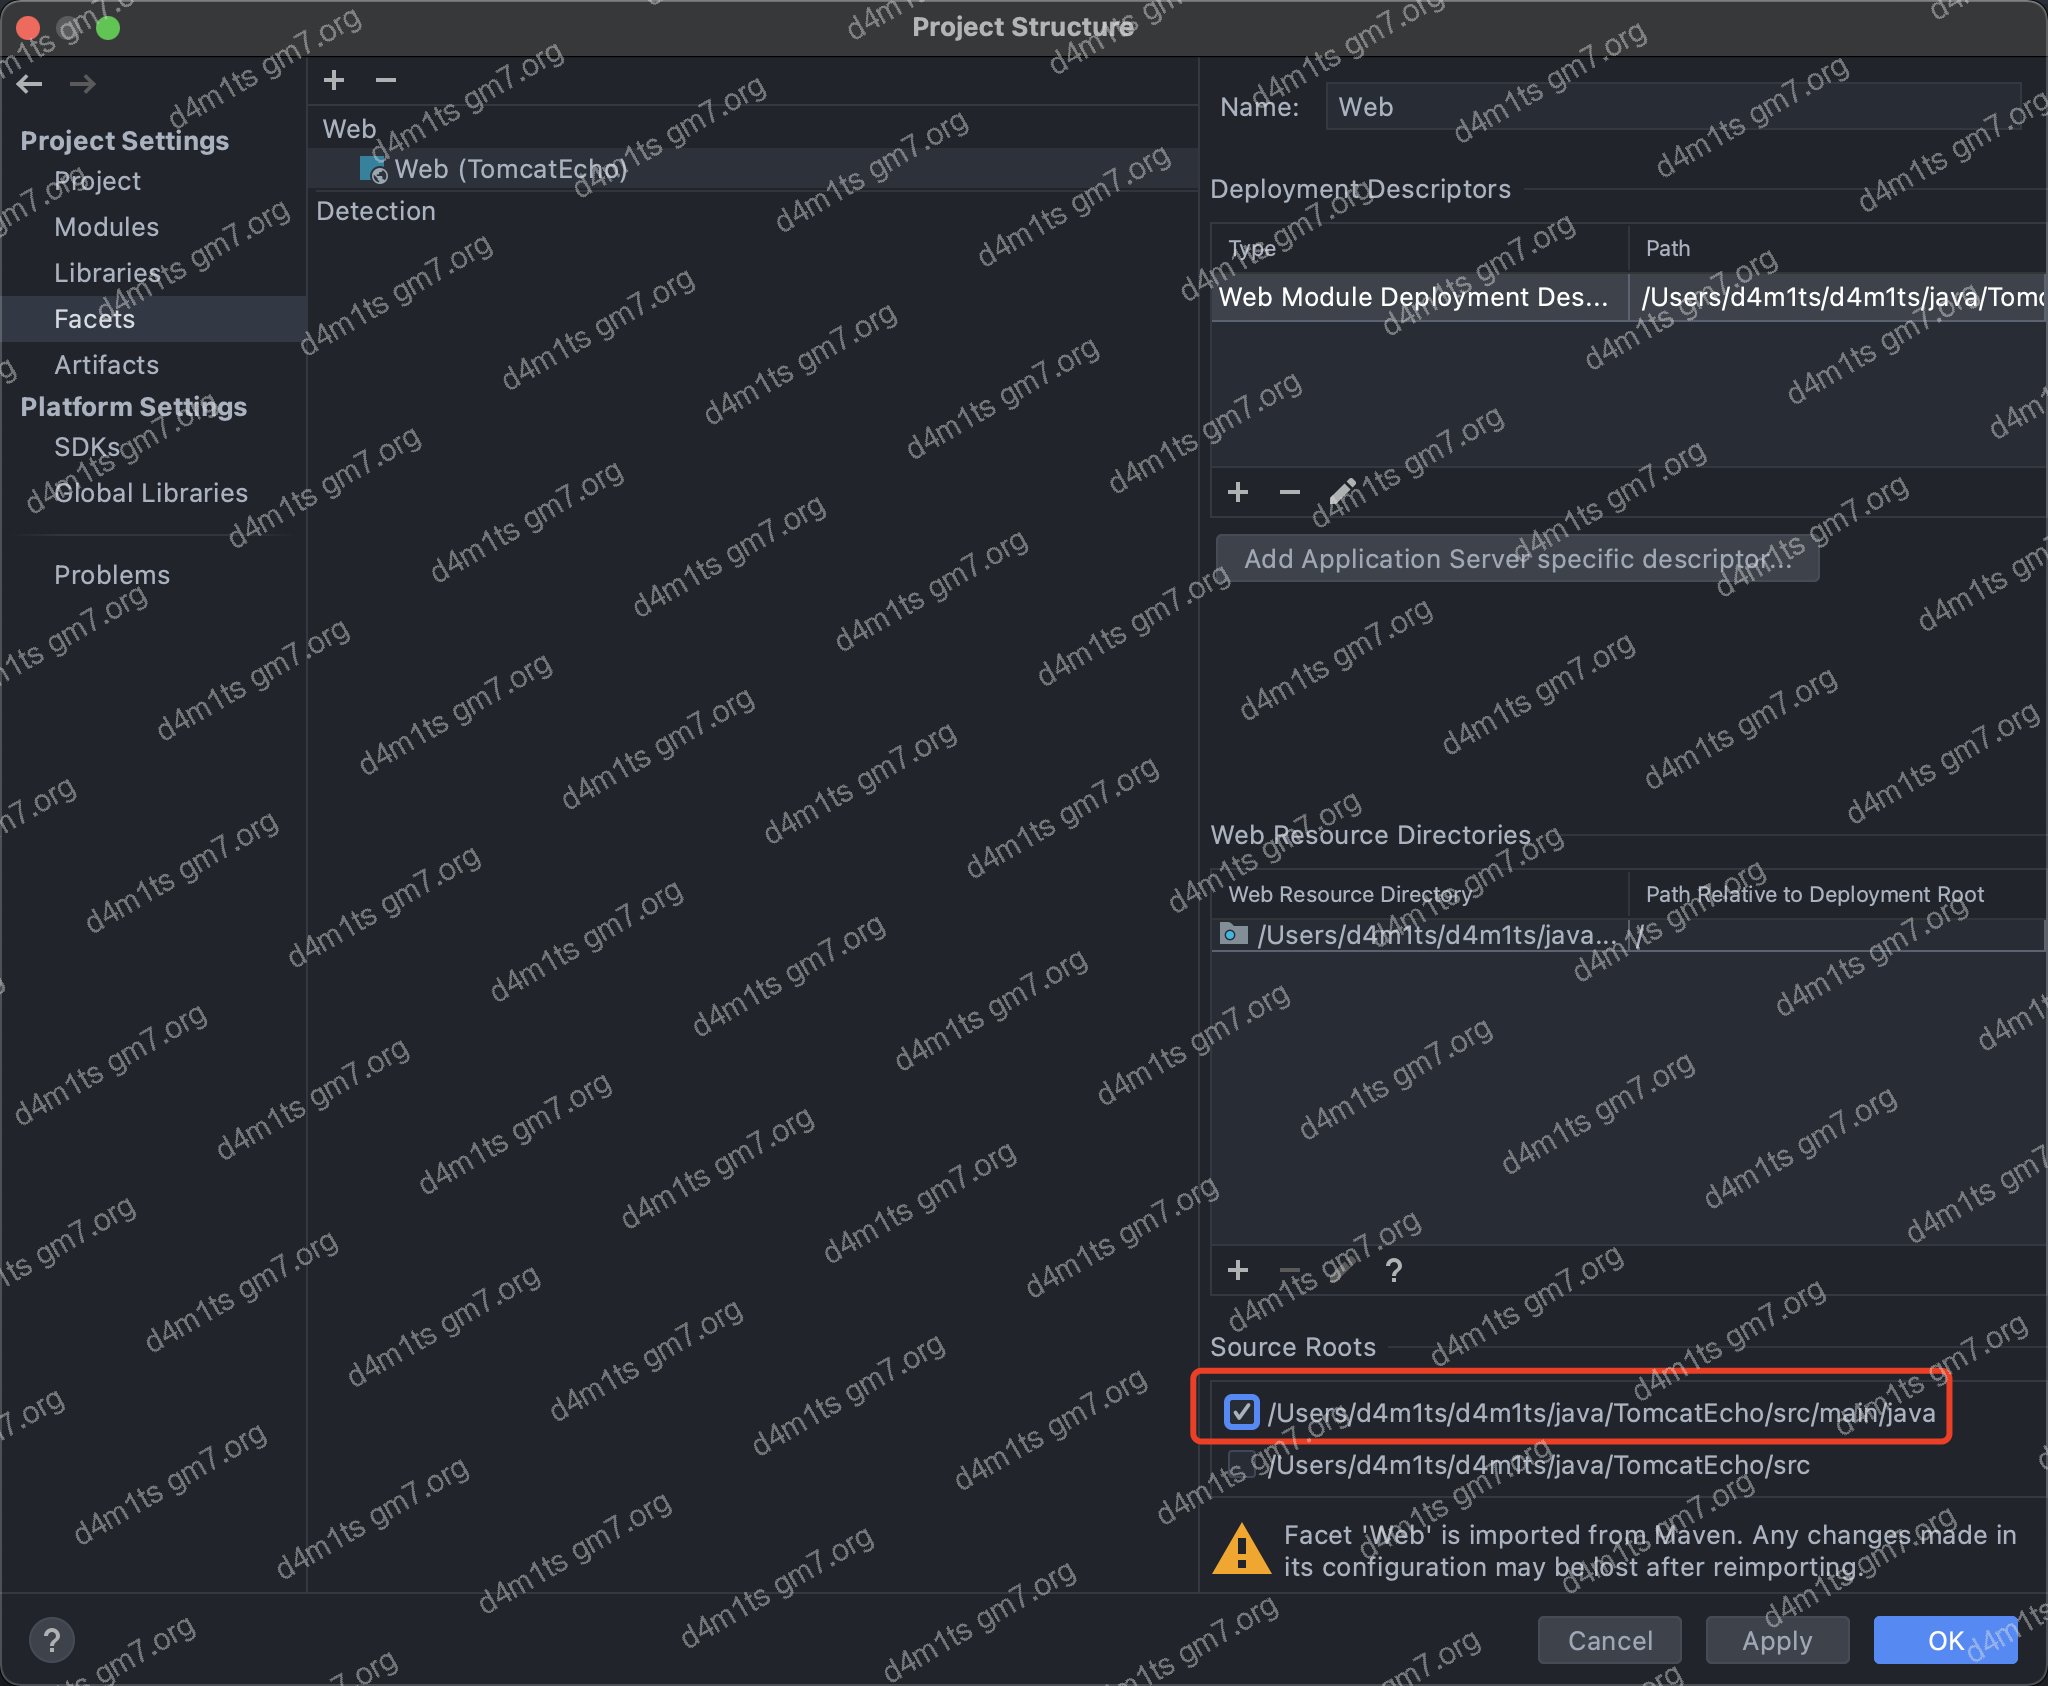 Project Structure
Project Settings
Project
Modules
Libraries
Facets
Artifacts
Platform Settings
SDKs
Global Libraries
Problems
Web
Web (TomcatEcho)
Detection
Name: Web
Deployment Descriptors
Type Path
Web Module Deployment Des... /Users/d4m1ts/d4m1ts/java/Tomc
Add Application Server specific descriptor...
Web Resource Directories
Web Resource Directory Path Relative to Deployment Root
/Users/d4m1ts/d4m1ts/java... /
Source Roots
/Users/d4m1ts/d4m1ts/java/TomcatEcho/src/main/java
/Users/d4m1ts/d4m1ts/java/TomcatEcho/src
Facet 'Web' is imported from Maven. Any changes made in
its configuration may be lost after reimporting.
?
?
Cancel Apply OK
d4m1ts gm7.org